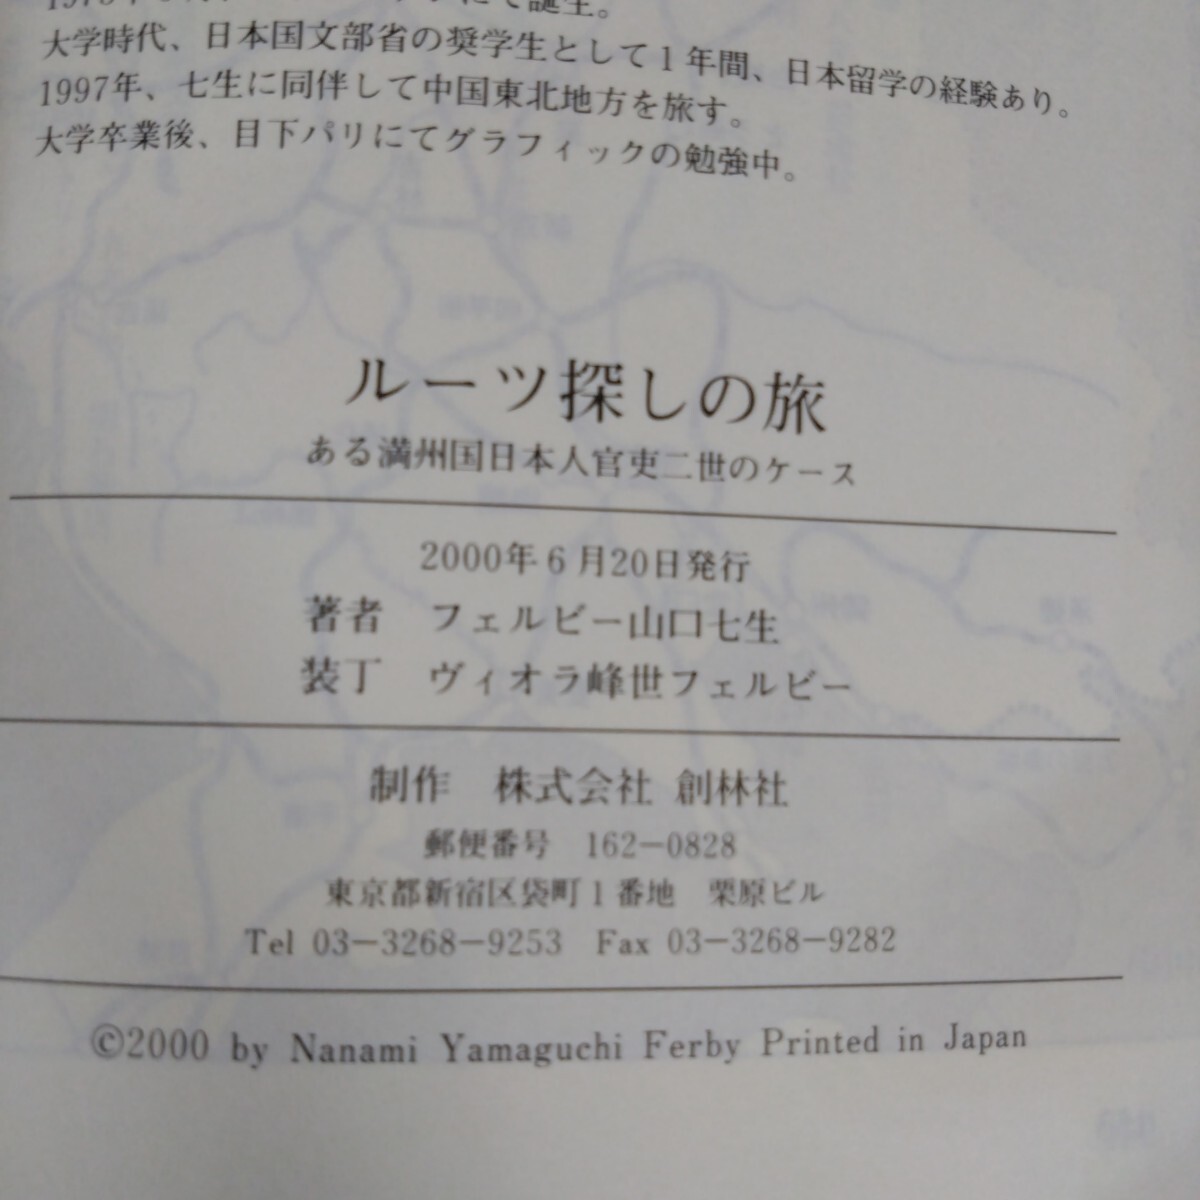 にて誕生。
大学時代、日本国文部省の奨学生として1年間、日本留学の経験あり。
1997年、七生に同伴して中国東北地方を旅す。
大学卒業後、目下パリにてグラフィックの勉強中。
ルーツ探しの旅
ある満州国日本人官吏二世のケース
2000年6月20日発行
著者 フェルビー山口七生
装丁 ヴィオラ峰世フェルビー
制作 株式会社 創林社
郵便番号 162-0828
東京都新宿区袋町1番地 栗原ビル
Tel 03-3268-9253 Fax 03-3268-9282
©2000 by Nanami Yamaguchi Ferby Printed in Japan